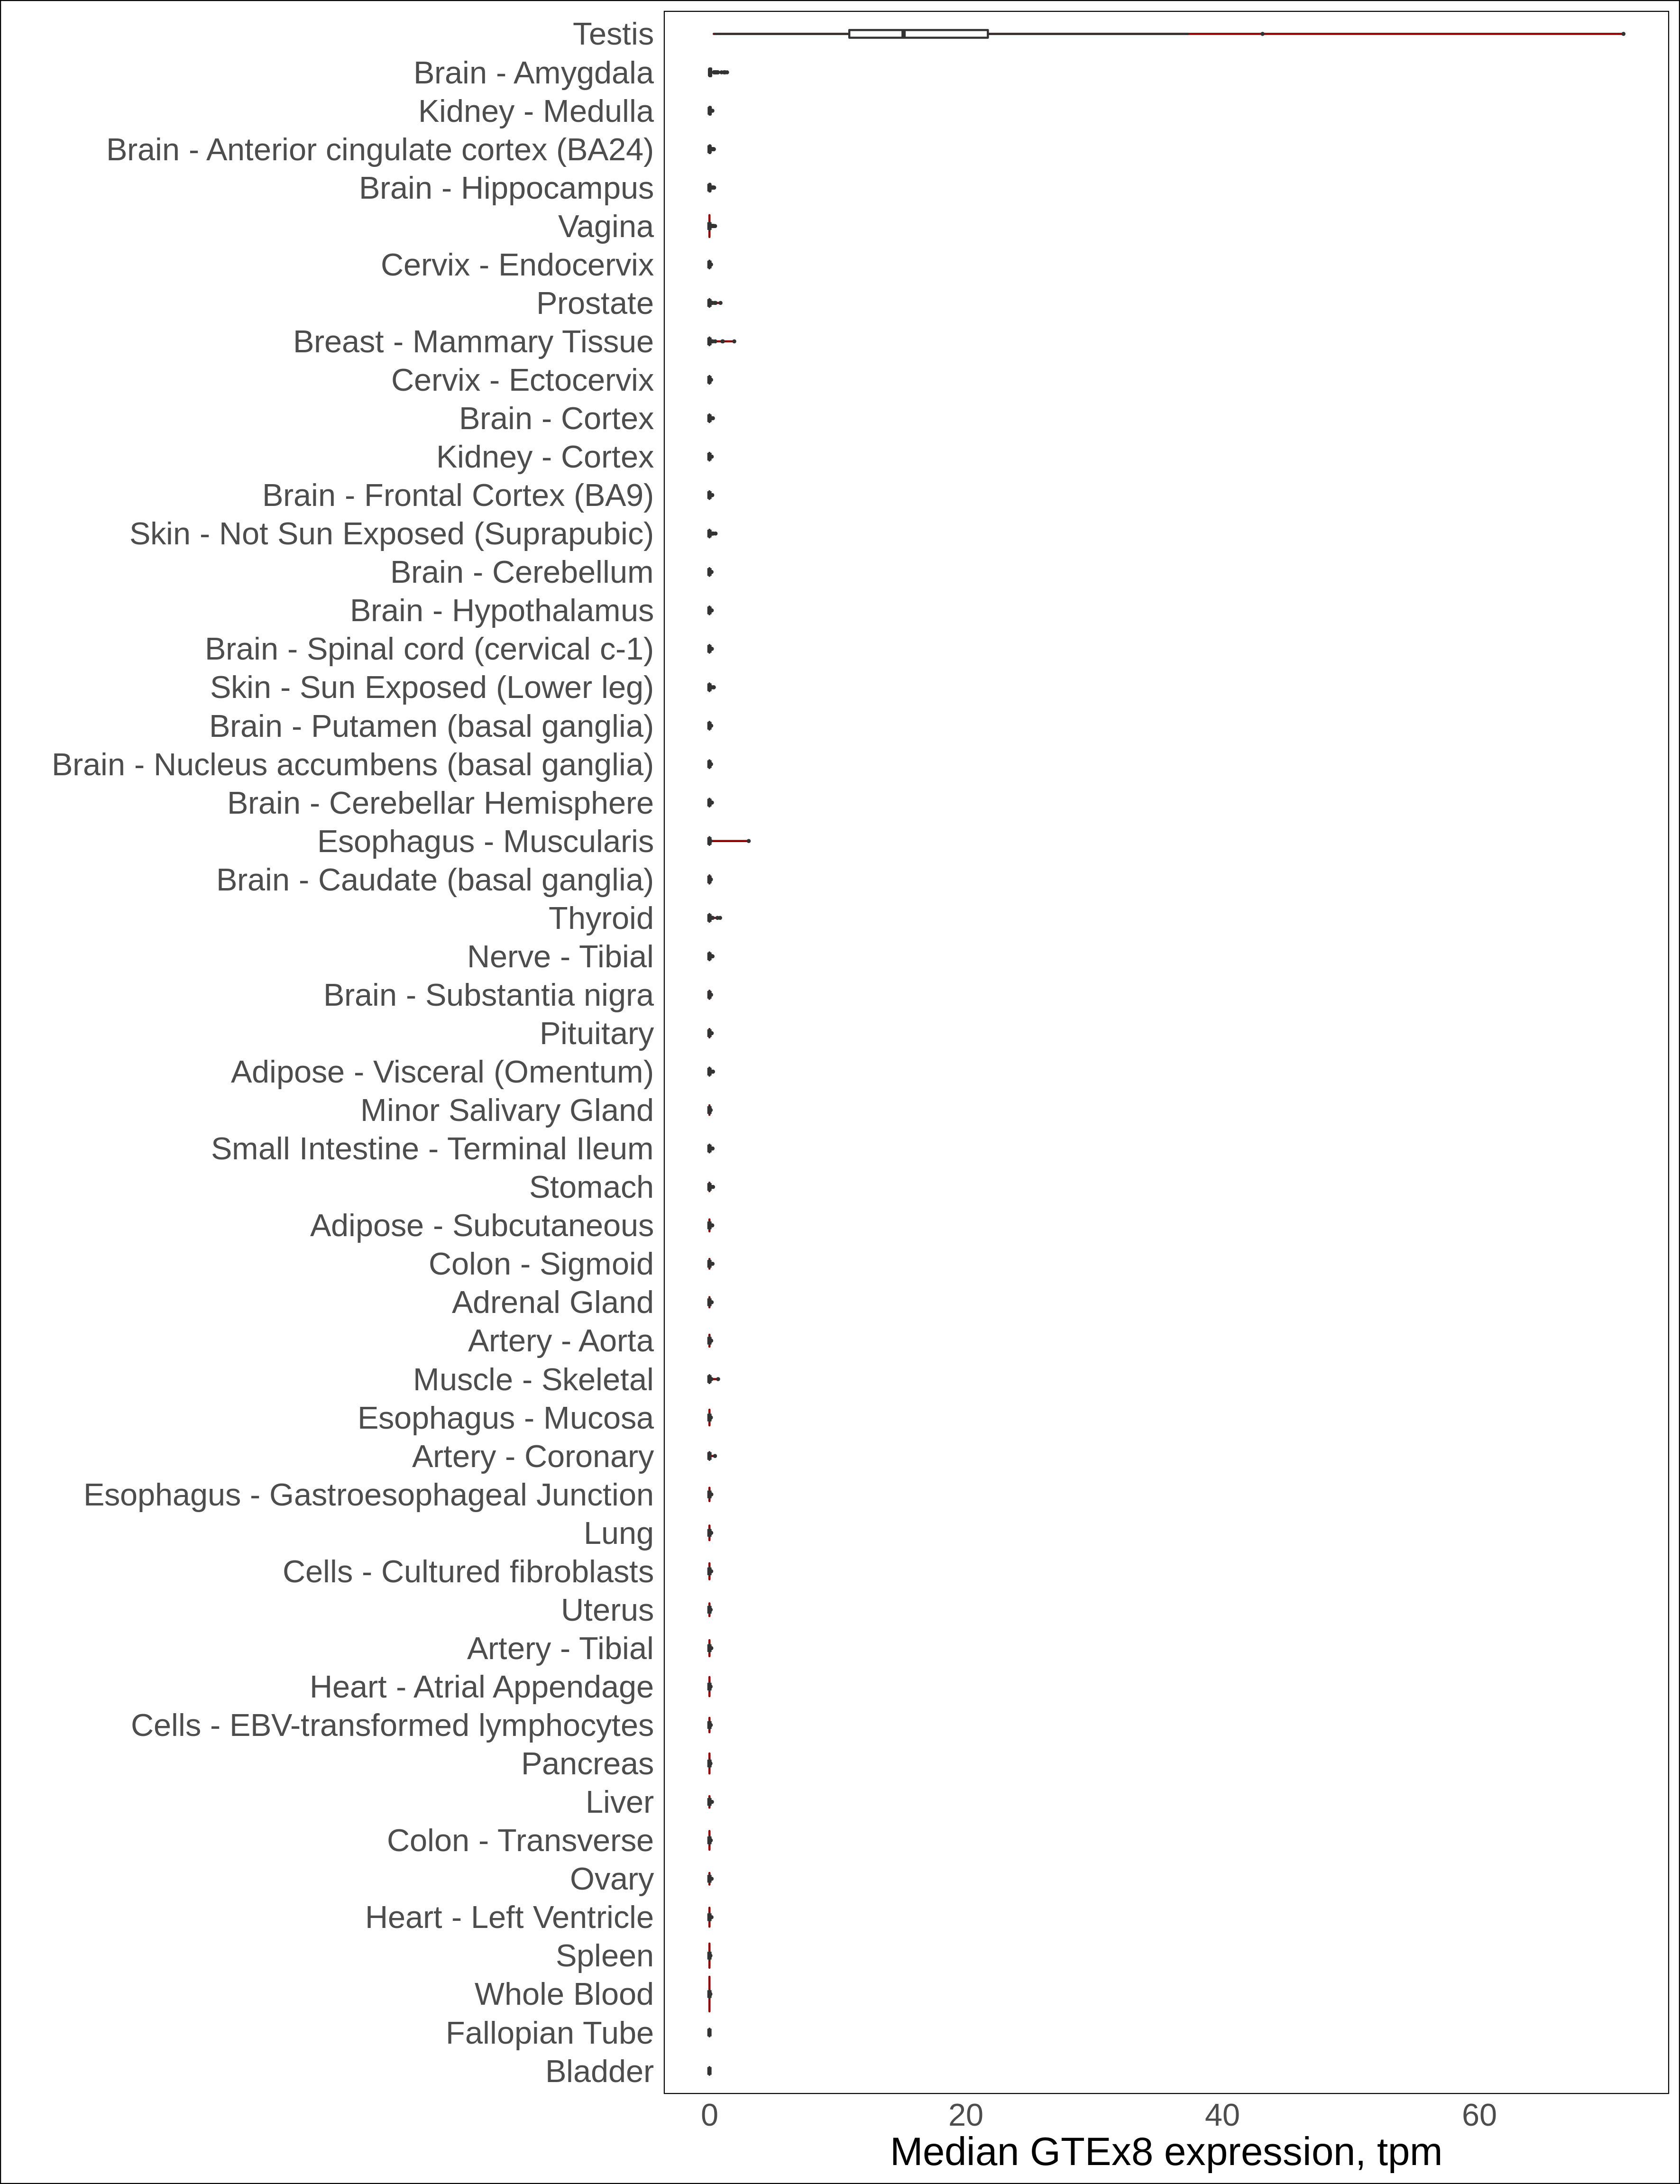 Testis
Brain - Amygdala
Kidney - Medulla
Brain - Anterior cingulate cortex (BA24)
Brain - Hippocampus
Vagina
Cervix - Endocervix
Prostate
Breast - Mammary Tissue
Cervix - Ectocervix
Brain - Cortex
Kidney - Cortex
Brain - Frontal Cortex (BA9)
Skin - Not Sun Exposed (Suprapubic)
Brain - Cerebellum
Brain - Hypothalamus
Brain - Spinal cord (cervical c-1)
Skin - Sun Exposed (Lower leg)
Brain - Putamen (basal ganglia)
Brain - Nucleus accumbens (basal ganglia)
Brain - Cerebellar Hemisphere
Esophagus - Muscularis
Brain - Caudate (basal ganglia)
Thyroid
Nerve - Tibial
Brain - Substantia nigra
Pituitary
Adipose - Visceral (Omentum)
Minor Salivary Gland
Small Intestine - Terminal Ileum
Stomach
Adipose - Subcutaneous
Colon - Sigmoid
Adrenal Gland
Artery - Aorta
Muscle - Skeletal
Esophagus - Mucosa
Artery - Coronary
Esophagus - Gastroesophageal Junction
Lung
Cells - Cultured fibroblasts
Uterus
Artery - Tibial
Heart - Atrial Appendage
Cells - EBV-transformed lymphocytes
Pancreas
Liver
Colon - Transverse
Ovary
Heart - Left Ventricle
Spleen
Whole Blood
Fallopian Tube
Bladder
0 20 40 60
Median GTEx8 expression, tpm